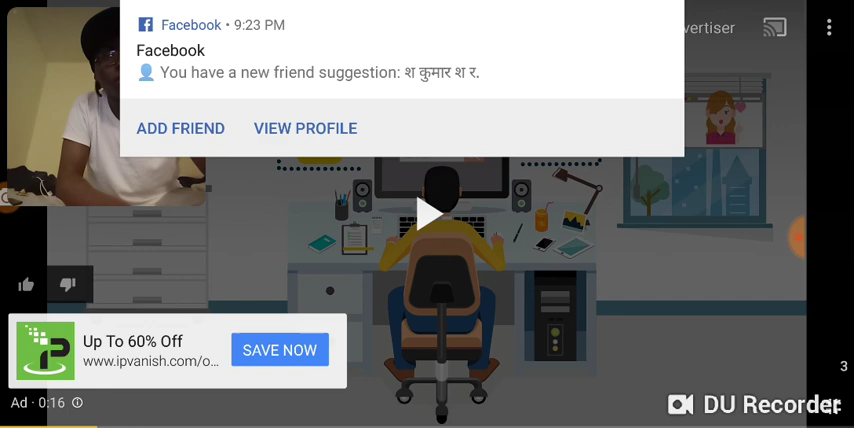 Facebook • 9:23 PM
Facebook
You have a new friend suggestion: श कुमार श र.
ADD FRIEND VIEW PROFILE
Up To 60% Off
www.ipvanish.com/o...
SAVE NOW
3
Ad · 0:16
DU Recorder